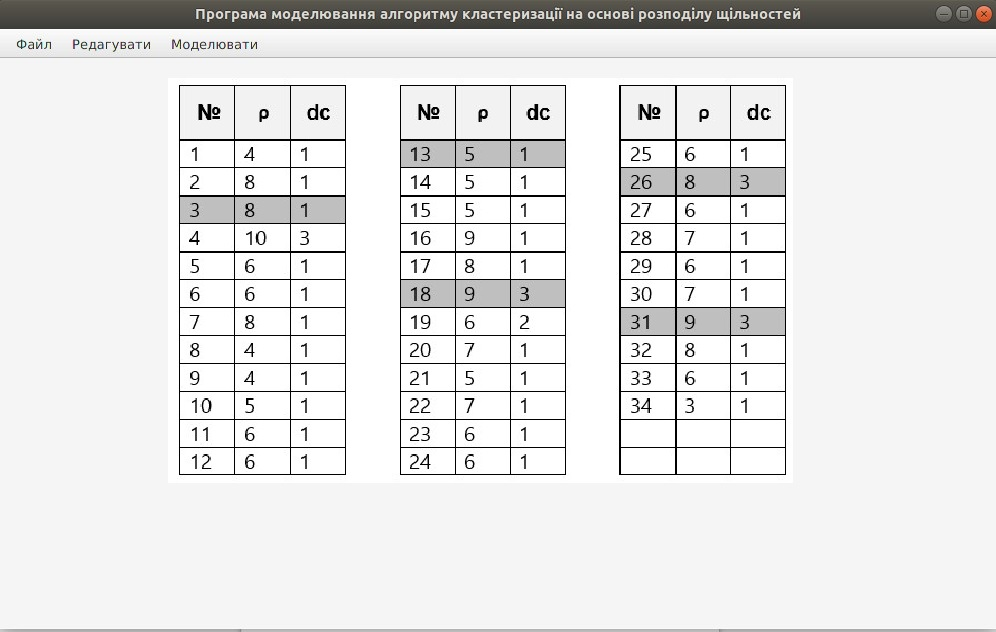 Програма моделювання алгоритму кластеризації на основі розподілу щільностей
Файл Редагувати Моделювати
№ ρ dc
1 4 1
2 8 1
3 8 1
4 10 3
5 6 1
6 6 1
7 8 1
8 4 1
9 4 1
10 5 1
11 6 1
12 6 1
№ ρ dc
13 5 1
14 5 1
15 5 1
16 9 1
17 8 1
18 9 3
19 6 2
20 7 1
21 5 1
22 7 1
23 6 1
24 6 1
№ ρ dc
25 6 1
26 8 3
27 6 1
28 7 1
29 6 1
30 7 1
31 9 3
32 8 1
33 6 1
34 3 1